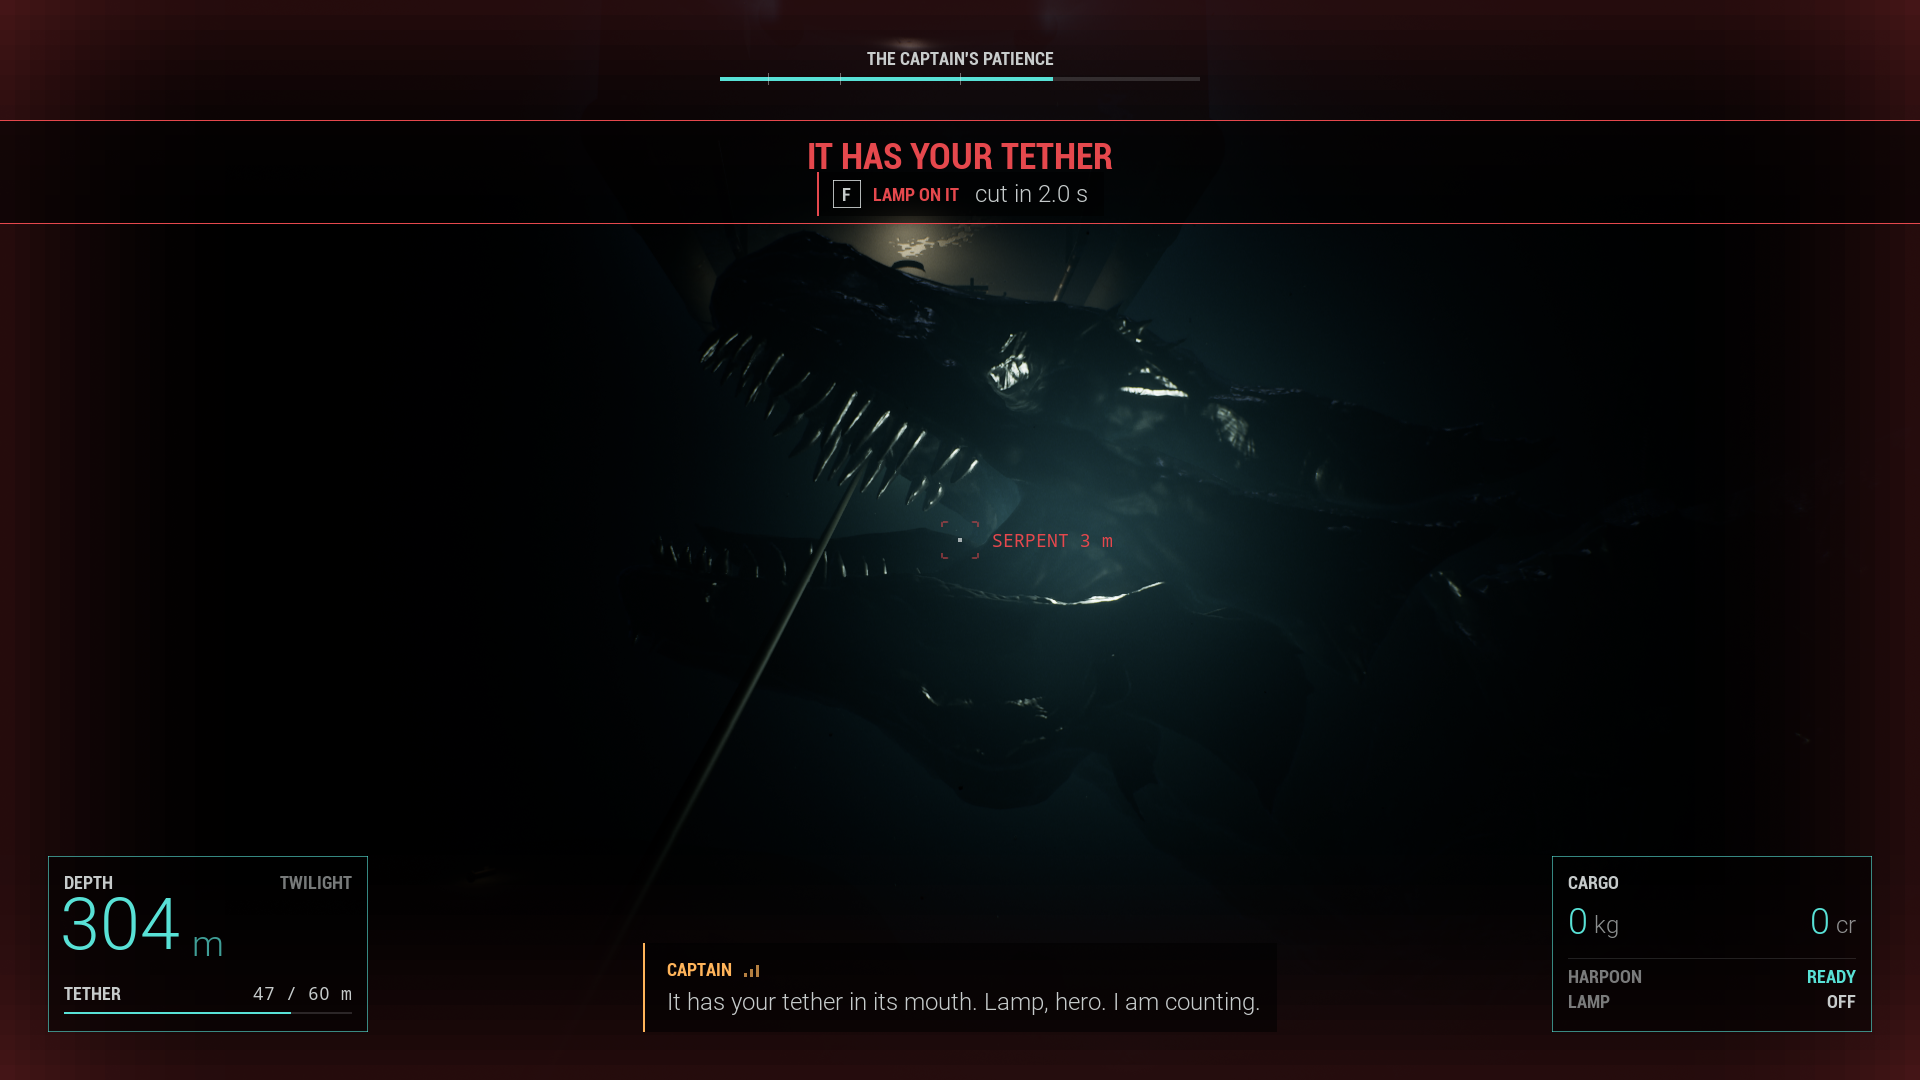 THE CAPTAIN'S PATIENCE
IT HAS YOUR TETHER
F LAMP ON IT cut in 2.0 s
SERPENT 3 m
DEPTH TWILIGHT
304 m
TETHER 47 / 60 m
CAPTAIN
It has your tether in its mouth. Lamp, hero. I am counting.
CARGO
0 kg 0 cr
HARPOON READY
LAMP OFF